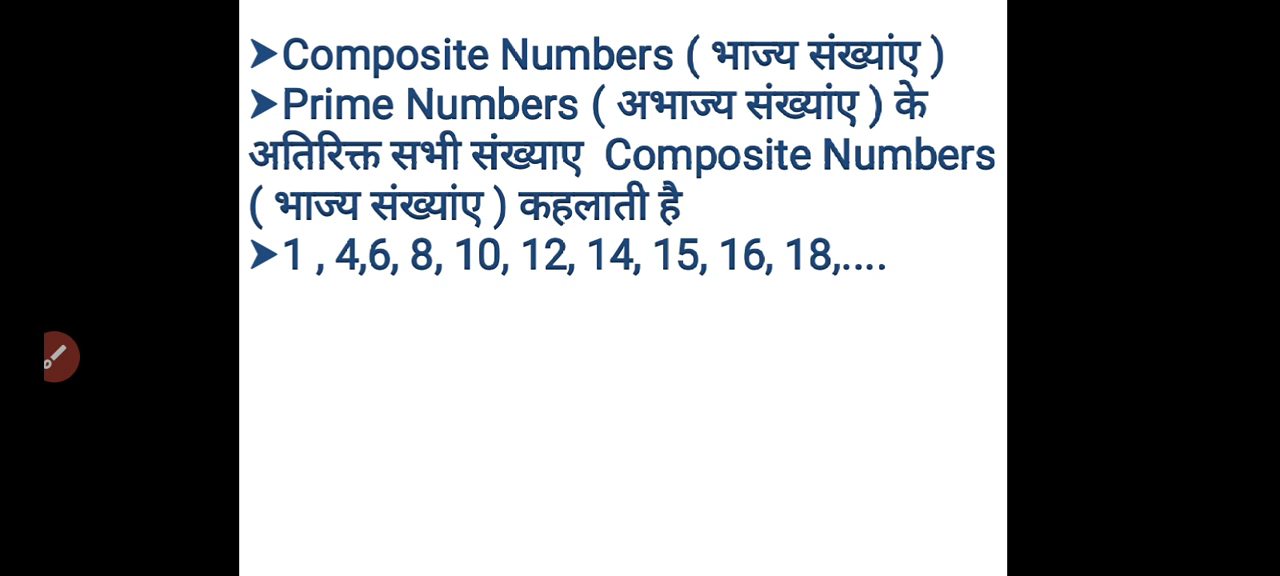 ➤Composite Numbers ( भाज्य संख्यांए )
➤Prime Numbers ( अभाज्य संख्यांए ) के
अतिरिक्त सभी संख्याए  Composite Numbers
( भाज्य संख्यांए ) कहलाती है
➤1 , 4,6, 8, 10, 12, 14, 15, 16, 18,....